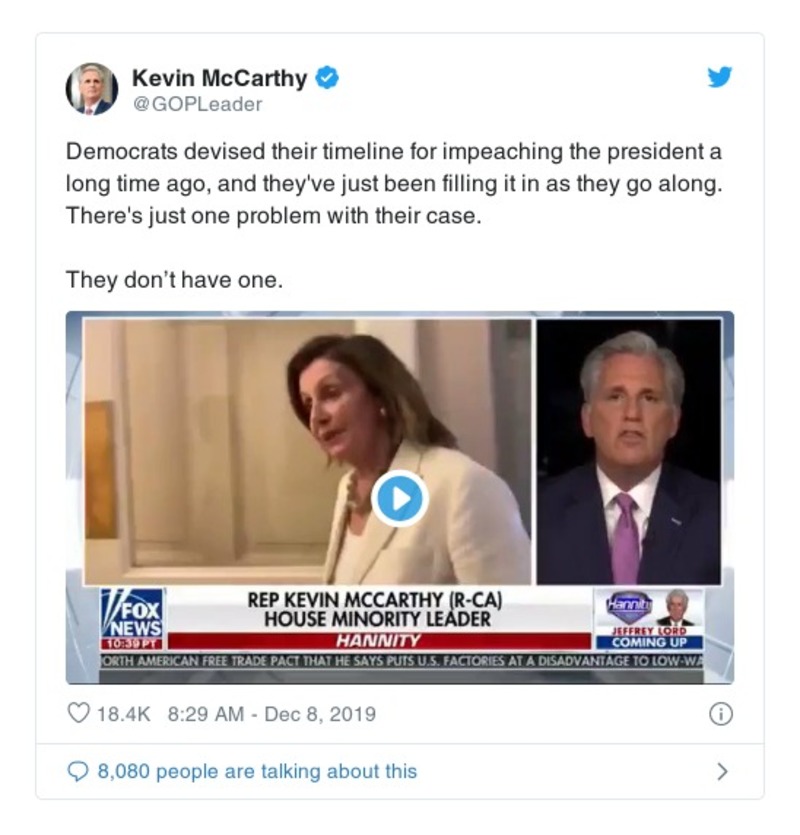 Kevin McCarthy
@GOPLeader
Democrats devised their timeline for impeaching the president a
long time ago, and they've just been filling it in as they go along.
There's just one problem with their case.
They don’t have one.
FOX
NEWS
10:39 PT
REP KEVIN MCCARTHY (R-CA)
HOUSE MINORITY LEADER
HANNITY
Hannity
JEFFREY LORD
COMING UP
ORTH AMERICAN FREE TRADE PACT THAT HE SAYS PUTS U.S. FACTORIES AT A DISADVANTAGE TO LOW-WA
18.4K 8:29 AM - Dec 8, 2019
8,080 people are talking about this